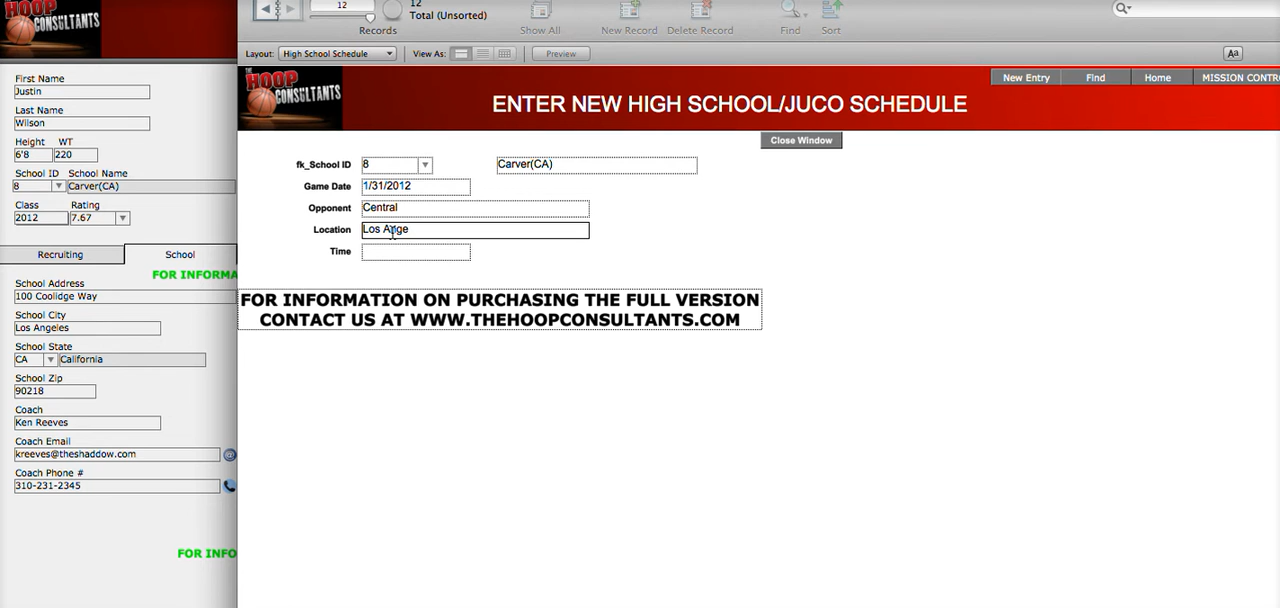 HOOP
CONSULTANTS
First Name
Justin
Last Name
Wilson
Height WT
6'8 220
School ID School Name
8 Carver(CA)
Class Rating
2012 7.67
Recruiting School
FOR INFORMA
School Address
100 Coolidge Way
School City
Los Angeles
School State
CA California
School Zip
90218
Coach
Ken Reeves
Coach Email
kreeves@theshaddow.com
Coach Phone #
310-231-2345
FOR INFO
12 12
Total (Unsorted)
Records Show All New Record Delete Record Find Sort
Layout: High School Schedule View As: Preview Aa
THE HOOP
CONSULTANTS
New Entry Find Home MISSION CONTR
ENTER NEW HIGH SCHOOL/JUCO SCHEDULE
Close Window
fk_School ID 8 Carver(CA)
Game Date 1/31/2012
Opponent Central
Location Los Ange
Time
FOR INFORMATION ON PURCHASING THE FULL VERSION
CONTACT US AT WWW.THEHOOPCONSULTANTS.COM